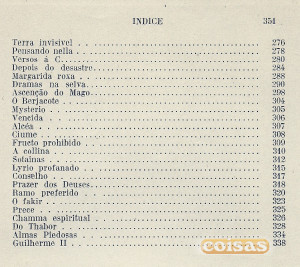 INDICE 351
Terra invisivel 276
Pensando nella 278
Versos á C. 280
Depois do desastre 284
Margarida roxa 288
Dramas na selva 290
Ascenção do Mago 298
O Berjacote 304
Mysterio 305
Vencida 306
Alcéa 307
Ciume 308
Fructo prohibido 309
A collina 310
Sotainas 312
Lyrio profanado 315
Conselho 317
Prazer dos Deuses 318
Ramo preferido 320
O fakir 323
Prece 325
Chamma espiritual 326
Do Thabor 328
Almas Piedosas 334
Guilherme II 338
coisas